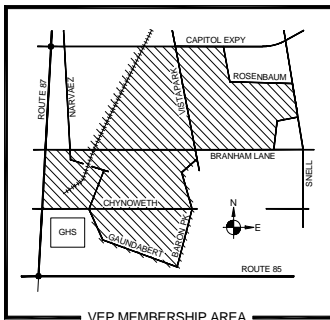 CAPITOL EXPY
ROUTE 87
NARVAEZ
VISTAPARK
ROSENBAUM
BRANHAM LANE
SNELL
CHYNOWETH
GHS
GAUNDABERT
BARON PK
N
E
ROUTE 85
VEP MEMBERSHIP AREA